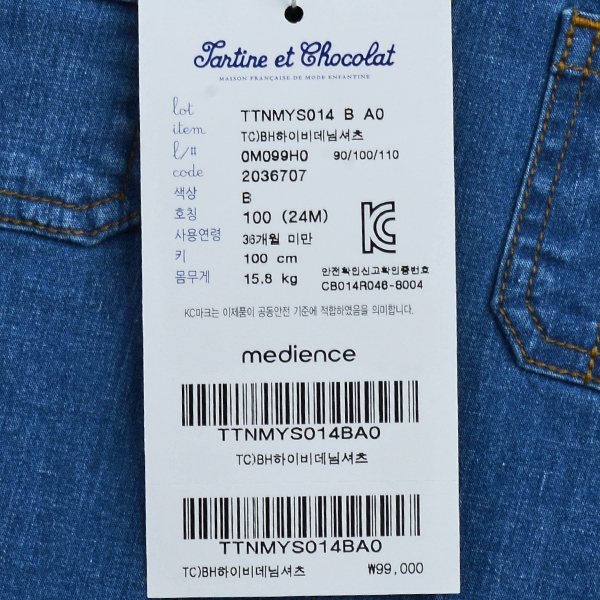 Tartine et Chocolat
MAISON FRANÇAISE DE MODE ENFANTINE
lot TTNMYS014 B A0
item TC)BH하이비데님셔츠
l/# 0M099H0 90/100/110
code 2036707
색상 B
호칭 100 (24M)
사용연령 36개월 미만
키 100 cm
몸무게 15.8 kg
안전확인신고확인증번호
CB014R046-8004
KC마크는 이제품이 공동안전 기준에 적합하였음을 의미합니다.
medience
TTNMYS014BA0
TC)BH하이비데님셔츠
TTNMYS014BA0
TC)BH하이비데님셔츠 ₩99,000